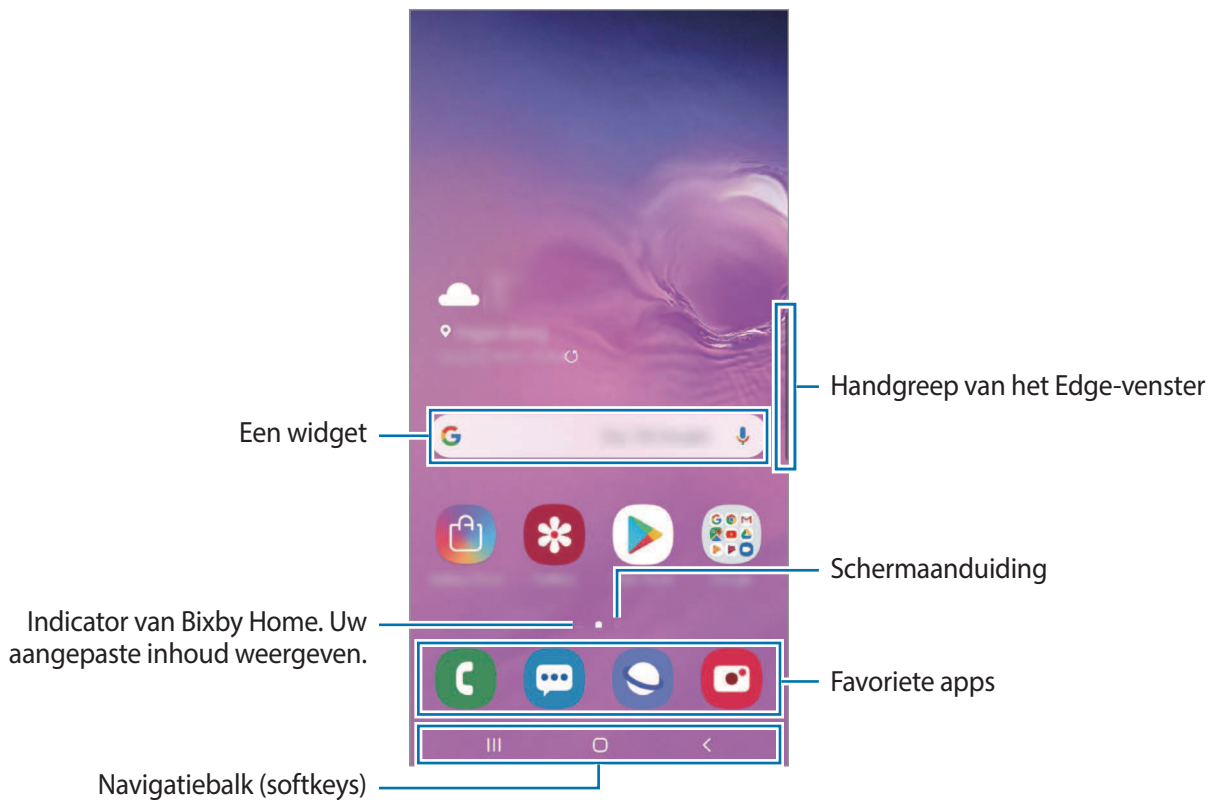 Handgreep van het Edge-venster
Een widget
Schermaanduiding
Indicator van Bixby Home. Uw
aangepaste inhoud weergeven.
Favoriete apps
Navigatiebalk (softkeys)